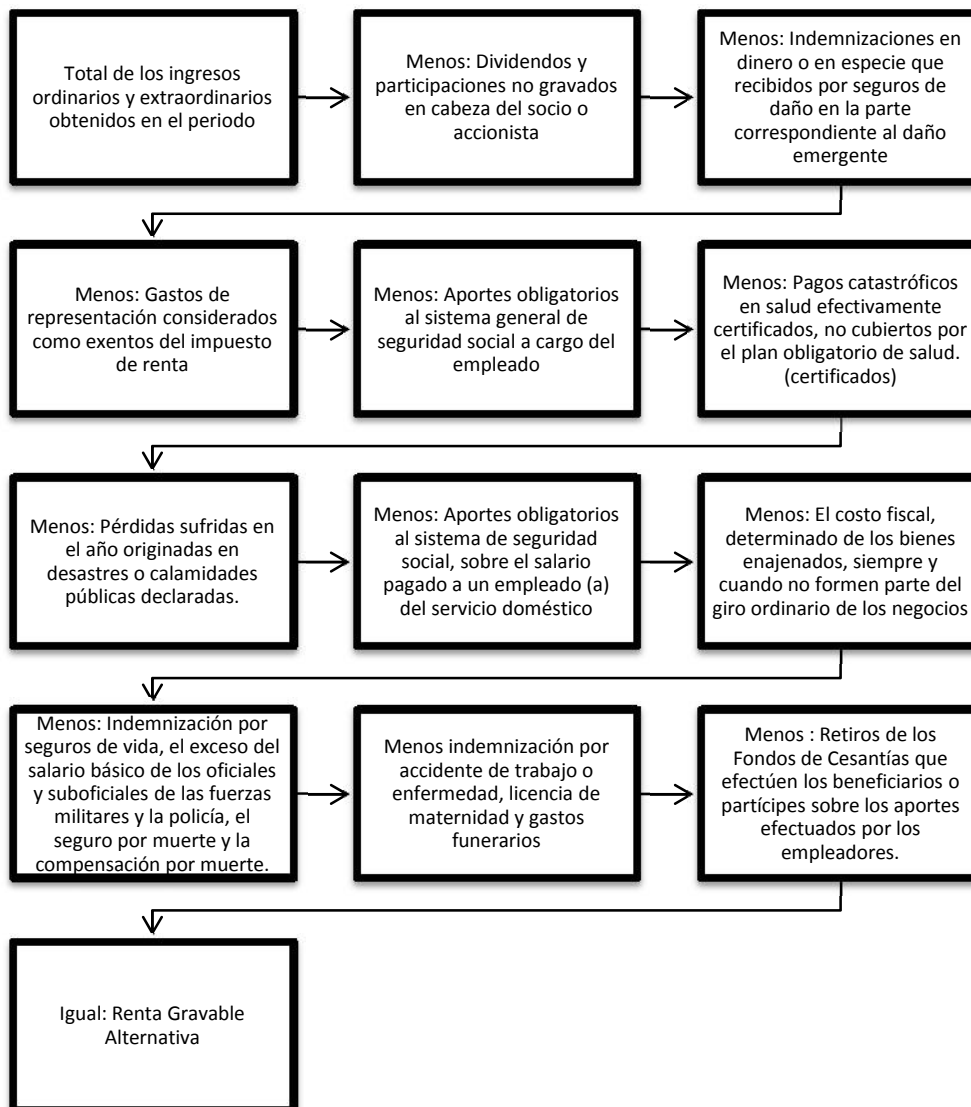 Total de los ingresos
ordinarios y extraordinarios
obtenidos en el periodo
Menos: Dividendos y
participaciones no gravados
en cabeza del socio o
accionista
Menos: Indemnizaciones en
dinero o en especie que
recibidos por seguros de
daño en la parte
correspondiente al daño
emergente
Menos: Gastos de
representación considerados
como exentos del impuesto
de renta
Menos: Aportes obligatorios
al sistema general de
seguridad social a cargo del
empleado
Menos: Pagos catastróficos
en salud efectivamente
certificados, no cubiertos por
el plan obligatorio de salud.
(certificados)
Menos: Pérdidas sufridas en
el año originadas en
desastres o calamidades
públicas declaradas.
Menos: Aportes obligatorios
al sistema de seguridad
social, sobre el salario
pagado a un empleado (a)
del servicio doméstico
Menos: El costo fiscal,
determinado de los bienes
enajenados, siempre y
cuando no formen parte del
giro ordinario de los negocios
Menos: Indemnización por
seguros de vida, el exceso del
salario básico de los oficiales
y suboficiales de las fuerzas
militares y la policía, el
seguro por muerte y la
compensación por muerte.
Menos indemnización por
accidente de trabajo o
enfermedad, licencia de
maternidad y gastos
funerarios
Menos : Retiros de los
Fondos de Cesantías que
efectúen los beneficiarios o
partícipes sobre los aportes
efectuados por los
empleadores.
Igual: Renta Gravable
Alternativa